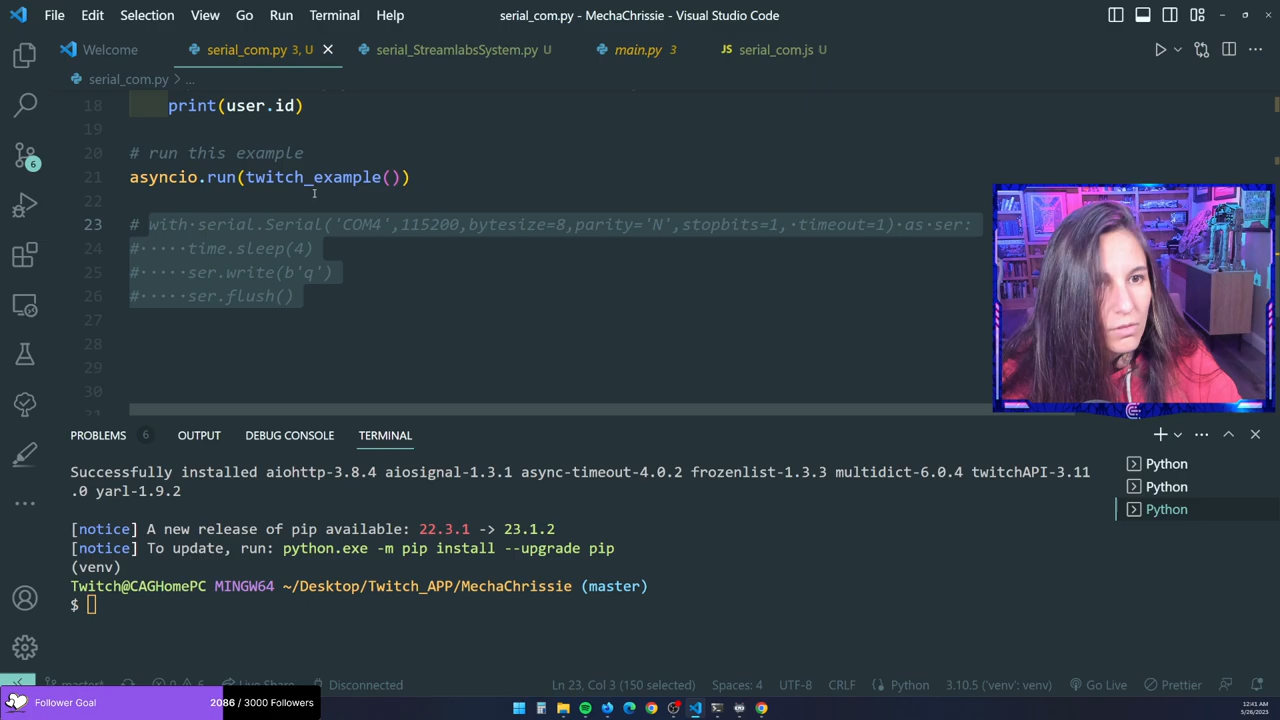 File Edit Selection View Go Run Terminal Help
serial_com.py - MechaChrissie - Visual Studio Code
Welcome
serial_com.py 3, U
serial_StreamlabsSystem.py U
main.py 3
JS serial_com.js U
serial_com.py > ...
18 print(user.id)
19
20 # run this example
21 asyncio.run(twitch_example())
22
23 # with·serial.Serial('COM4',115200,bytesize=8,parity='N',stopbits=1,·timeout=1)·as·ser:
24 #·····time.sleep(4)
25 #·····ser.write(b'q')
26 #·····ser.flush()
27
28
29
30
6
PROBLEMS 6 OUTPUT DEBUG CONSOLE TERMINAL
Successfully installed aiohttp-3.8.4 aiosignal-1.3.1 async-timeout-4.0.2 frozenlist-1.3.3 multidict-6.0.4 twitchAPI-3.11
.0 yarl-1.9.2
[notice] A new release of pip available: 22.3.1 -> 23.1.2
[notice] To update, run: python.exe -m pip install --upgrade pip
(venv)
Twitch@CAGHomePC MINGW64 ~/Desktop/Twitch_APP/MechaChrissie (master)
$
Python
Python
Python
Disconnected
Ln 23, Col 3 (150 selected) Spaces: 4 UTF-8 CRLF Python 3.10.5 ('venv': venv) Go Live Prettier
Follower Goal 2086 / 3000 Followers
12:41 AM
5/26/2023